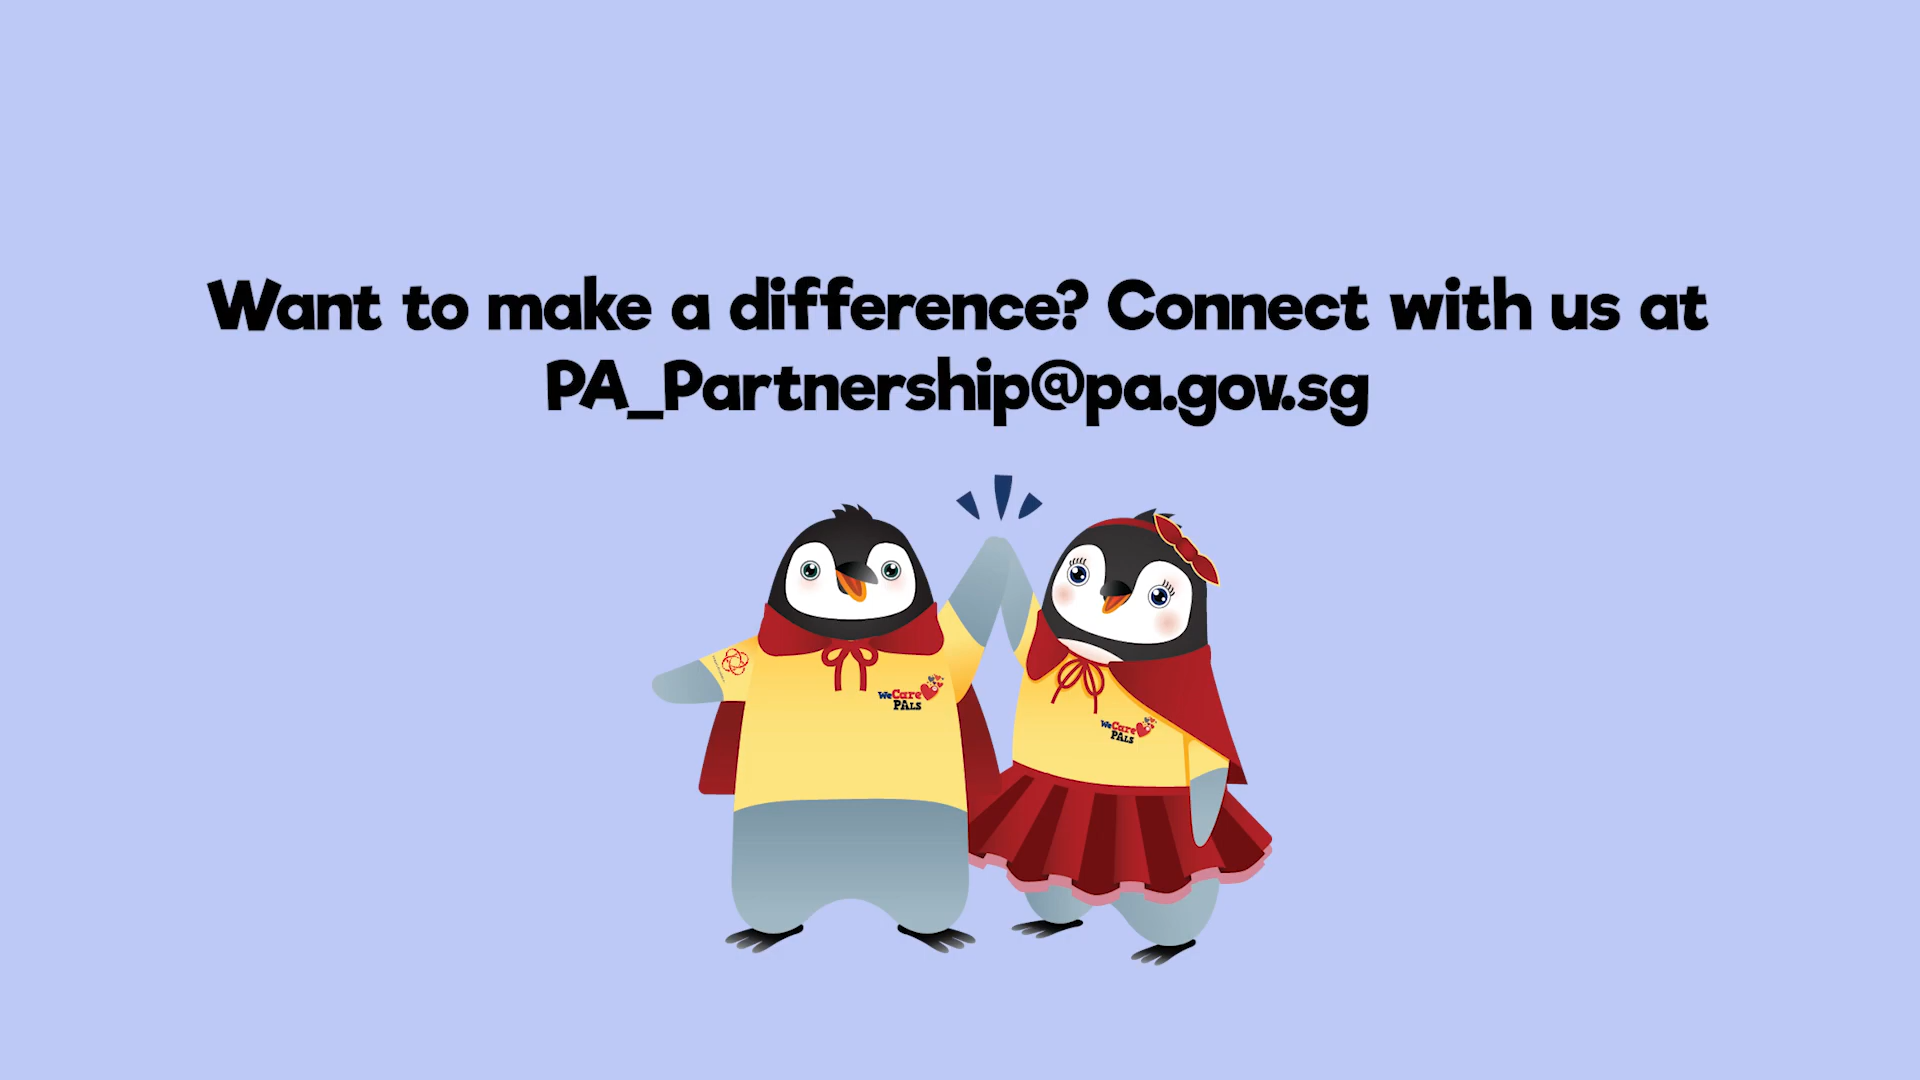 Want to make a difference? Connect with us at
PA_Partnership@pa.gov.sg
WeCare
PALS
WeCare
PALS